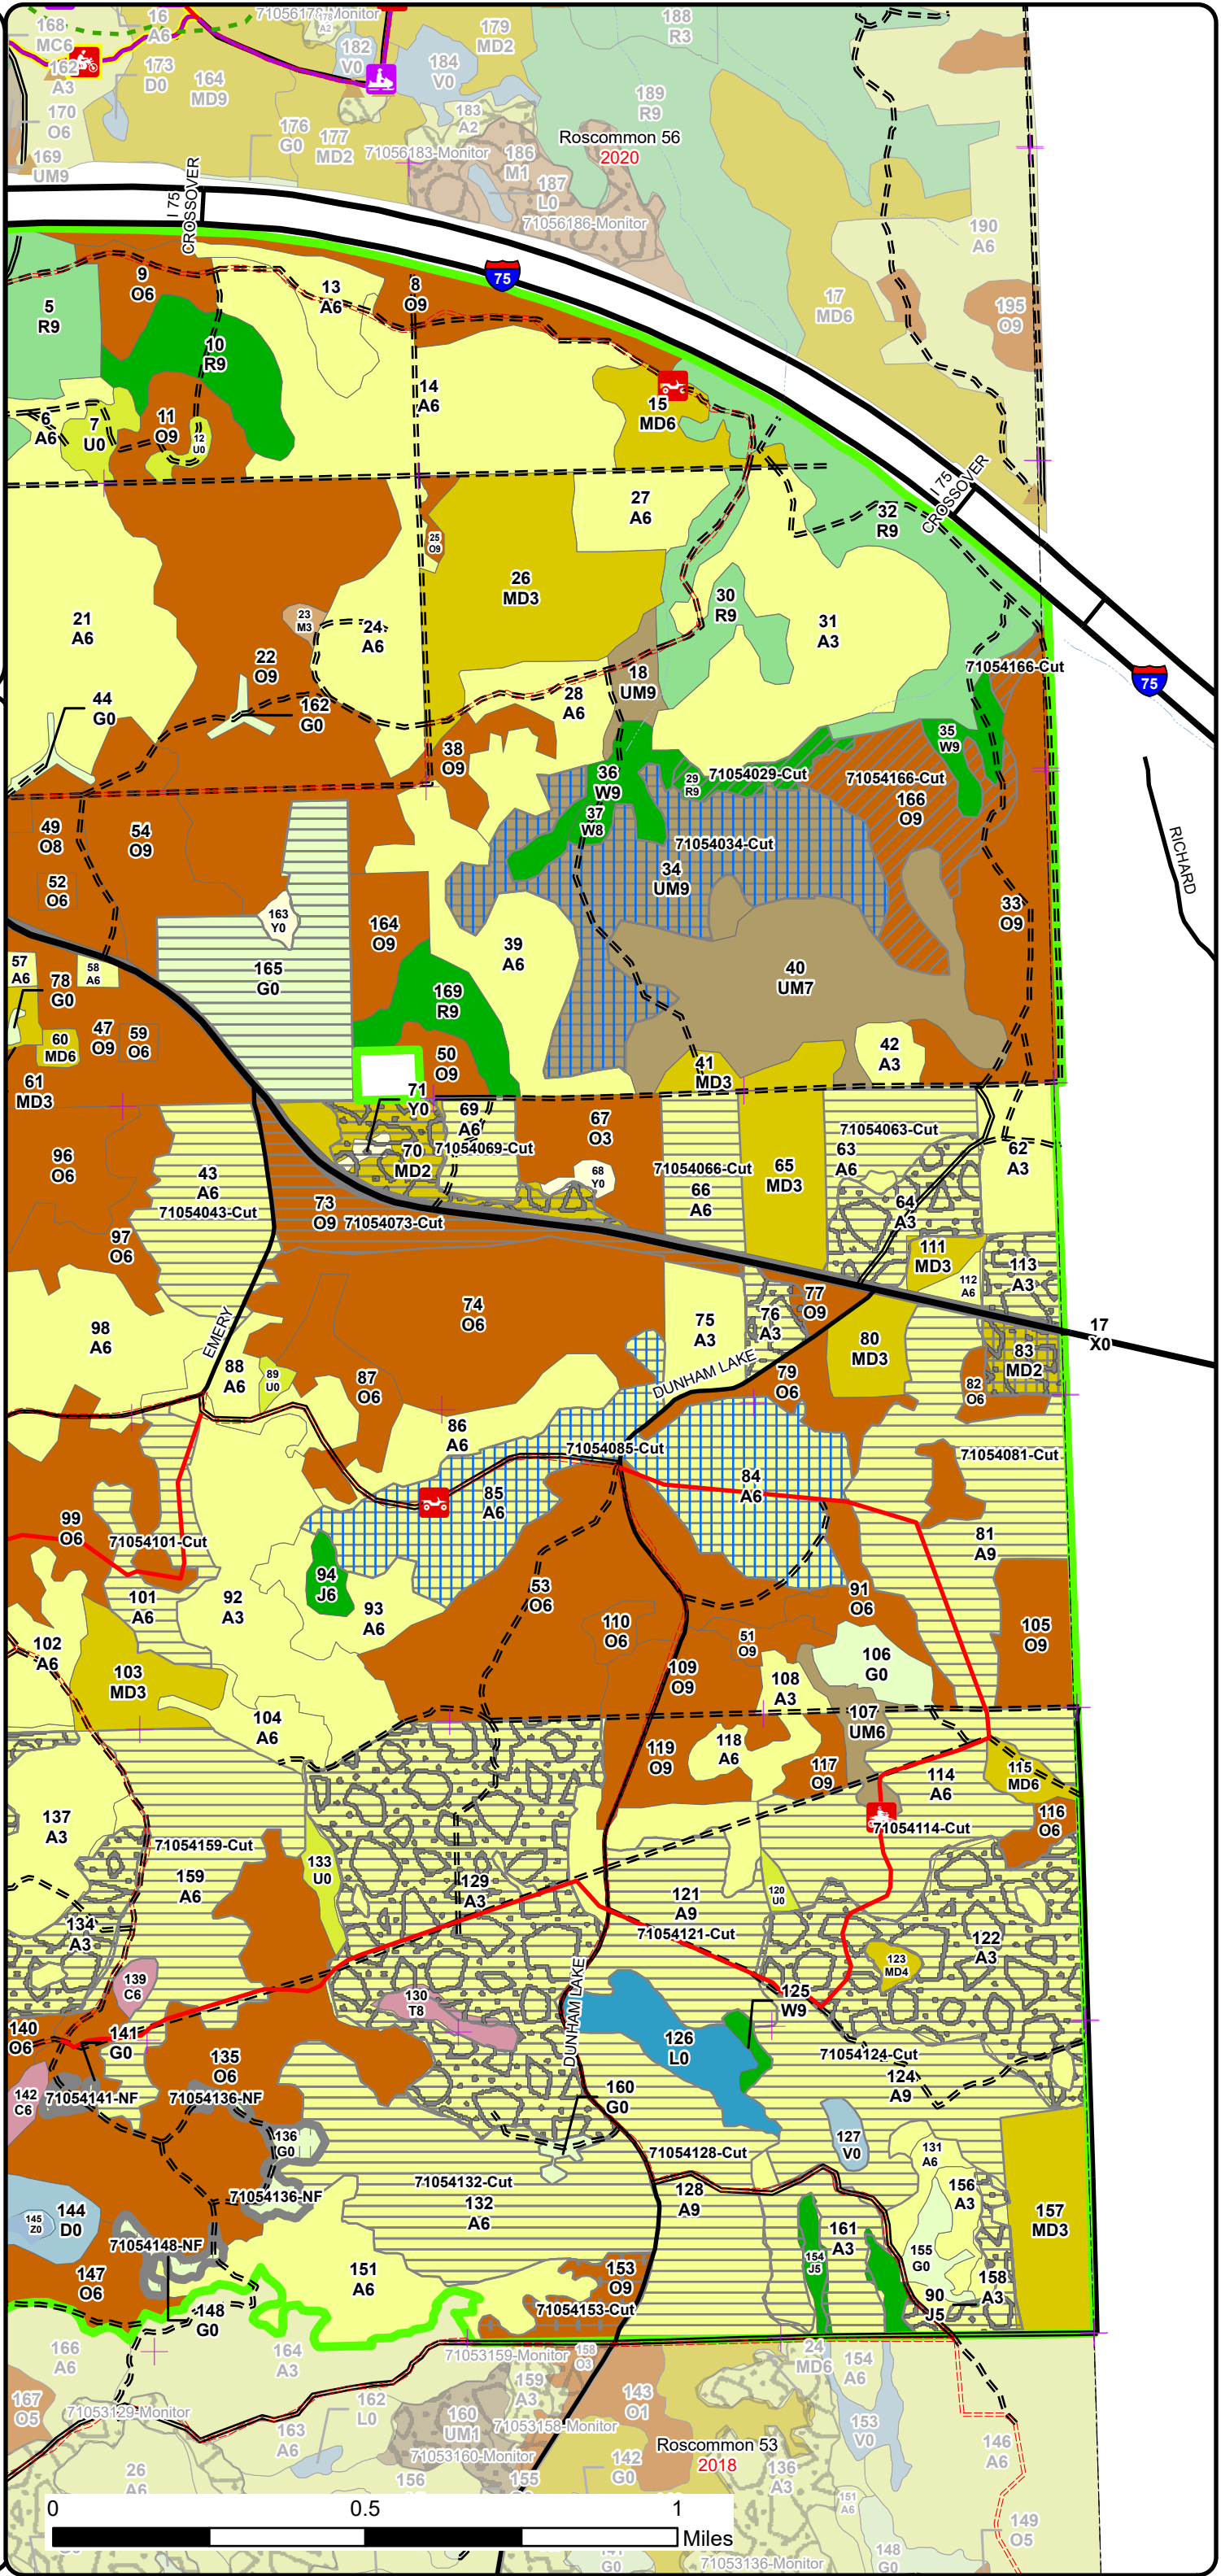 168
MC6
16
A6
71056178-Monitor
178
A2
179
MD2
188
R3
182
V0
184
V0
162
A3
173
D0
164
MD9
189
R9
170
O6
176
G0
177
MD2
183
A2
Roscommon 56
2020
71056183-Monitor
186
M1
169
UM9
187
L0
71056186-Monitor
I 75
CROSSOVER
190
A6
75
9
O6
13
A6
8
O9
17
MD6
195
O9
5
R9
10
R9
14
A6
15
MD6
6
A6
7
U0
11
O9
12
U0
I 75
CROSSOVER
27
A6
32
R9
25
O9
26
MD3
30
R9
21
A6
23
M3
24
A6
31
A3
22
O9
18
UM9
71054166-Cut
75
44
G0
162
G0
28
A6
38
O9
35
W9
36
W9
29
R9
71054029-Cut
71054166-Cut
166
O9
37
W8
49
O8
54
O9
71054034-Cut
34
UM9
RICHARD
52
O6
163
Y0
164
O9
33
O9
39
A6
57
A6
58
A6
165
G0
40
UM7
78
G0
169
R9
47
O9
59
O6
60
MD6
50
O9
42
A3
41
MD3
61
MD3
71
Y0
69
A6
71054069-Cut
67
O3
71054063-Cut
63
A6
62
A3
96
O6
70
MD2
68
Y0
71054066-Cut
66
A6
65
MD3
43
A6
71054043-Cut
73
O9
71054073-Cut
64
A3
97
O6
111
MD3
113
A3
112
A6
77
O9
74
O6
75
A3
76
A3
17
X0
98
A6
EMERY
80
MD3
83
MD2
88
A6
89
U0
87
O6
DUNHAM LAKE
79
O6
82
O6
86
A6
71054085-Cut
71054081-Cut
84
A6
85
A6
99
O6
71054101-Cut
81
A9
94
J6
101
A6
92
A3
93
A6
53
O6
91
O6
110
O6
51
O9
105
O9
102
A6
103
MD3
106
G0
109
O9
108
A3
104
A6
107
UM6
119
O9
118
A6
117
O9
114
A6
115
MD6
137
A3
116
O6
71054114-Cut
71054159-Cut
159
A6
133
U0
129
A3
121
A9
120
U0
71054121-Cut
134
A3
122
A3
123
MD4
139
C6
130
T8
125
W9
DUNHAM LAKE
140
O6
141
G0
126
L0
71054124-Cut
124
A9
135
O6
142
C6
71054141-NF
71054136-NF
160
G0
136
G0
127
V0
131
A6
71054128-Cut
128
A9
71054132-Cut
132
A6
71054136-NF
156
A3
157
MD3
144
D0
145
Z0
161
A3
71054148-NF
155
G0
154
J5
147
O6
151
A6
153
O9
158
A3
90
J5
71054153-Cut
148
G0
166
A6
164
A3
71053159-Monitor
158
O3
24
MD6
154
A6
167
O5
71053129-Monitor
162
L0
159
A3
143
O1
163
A6
160
UM1
71053158-Monitor
153
V0
Roscommon 53
2018
146
A6
71053160-Monitor
142
G0
136
A3
26
A6
156
155
151
A6
149
O5
148
G0
G0
71053136-Monitor
0 0.5 1
Miles